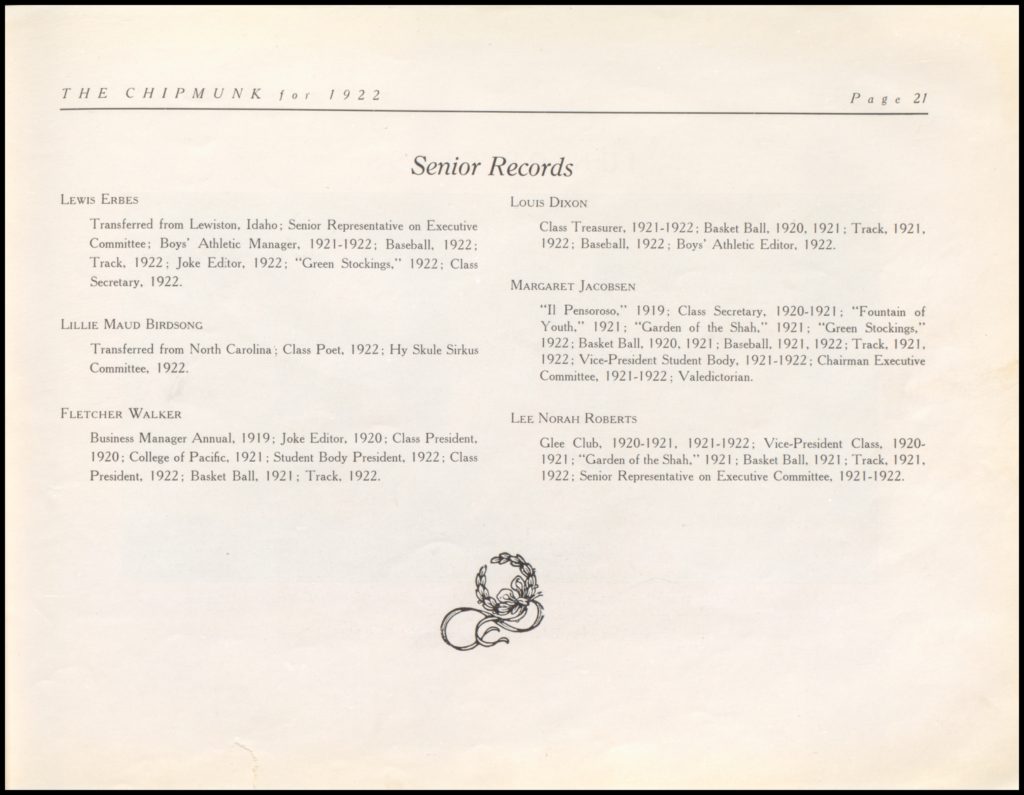 THE CHIPMUNK for 1922
Page 21
Senior Records
LEWIS ERBES
Transferred from Lewiston, Idaho; Senior Representative on Executive
Committee; Boys' Athletic Manager, 1921-1922; Baseball, 1922;
Track, 1922; Joke Editor, 1922; "Green Stockings," 1922; Class
Secretary, 1922.
LILLIE MAUD BIRDSONG
Transferred from North Carolina; Class Poet, 1922; Hy Skule Sirkus
Committee, 1922.
FLETCHER WALKER
Business Manager Annual, 1919; Joke Editor, 1920; Class President,
1920; College of Pacific, 1921; Student Body President, 1922; Class
President, 1922; Basket Ball, 1921; Track, 1922.
LOUIS DIXON
Class Treasurer, 1921-1922; Basket Ball, 1920, 1921; Track, 1921,
1922; Baseball, 1922; Boys' Athletic Editor, 1922.
MARGARET JACOBSEN
"Il Pensoroso," 1919; Class Secretary, 1920-1921; "Fountain of
Youth," 1921; "Garden of the Shah," 1921; "Green Stockings,"
1922; Basket Ball, 1920, 1921; Baseball, 1921, 1922; Track, 1921,
1922; Vice-President Student Body, 1921-1922; Chairman Executive
Committee, 1921-1922; Valedictorian.
LEE NORAH ROBERTS
Glee Club, 1920-1921, 1921-1922; Vice-President Class, 1920-
1921; "Garden of the Shah," 1921; Basket Ball, 1921; Track, 1921,
1922; Senior Representative on Executive Committee, 1921-1922.